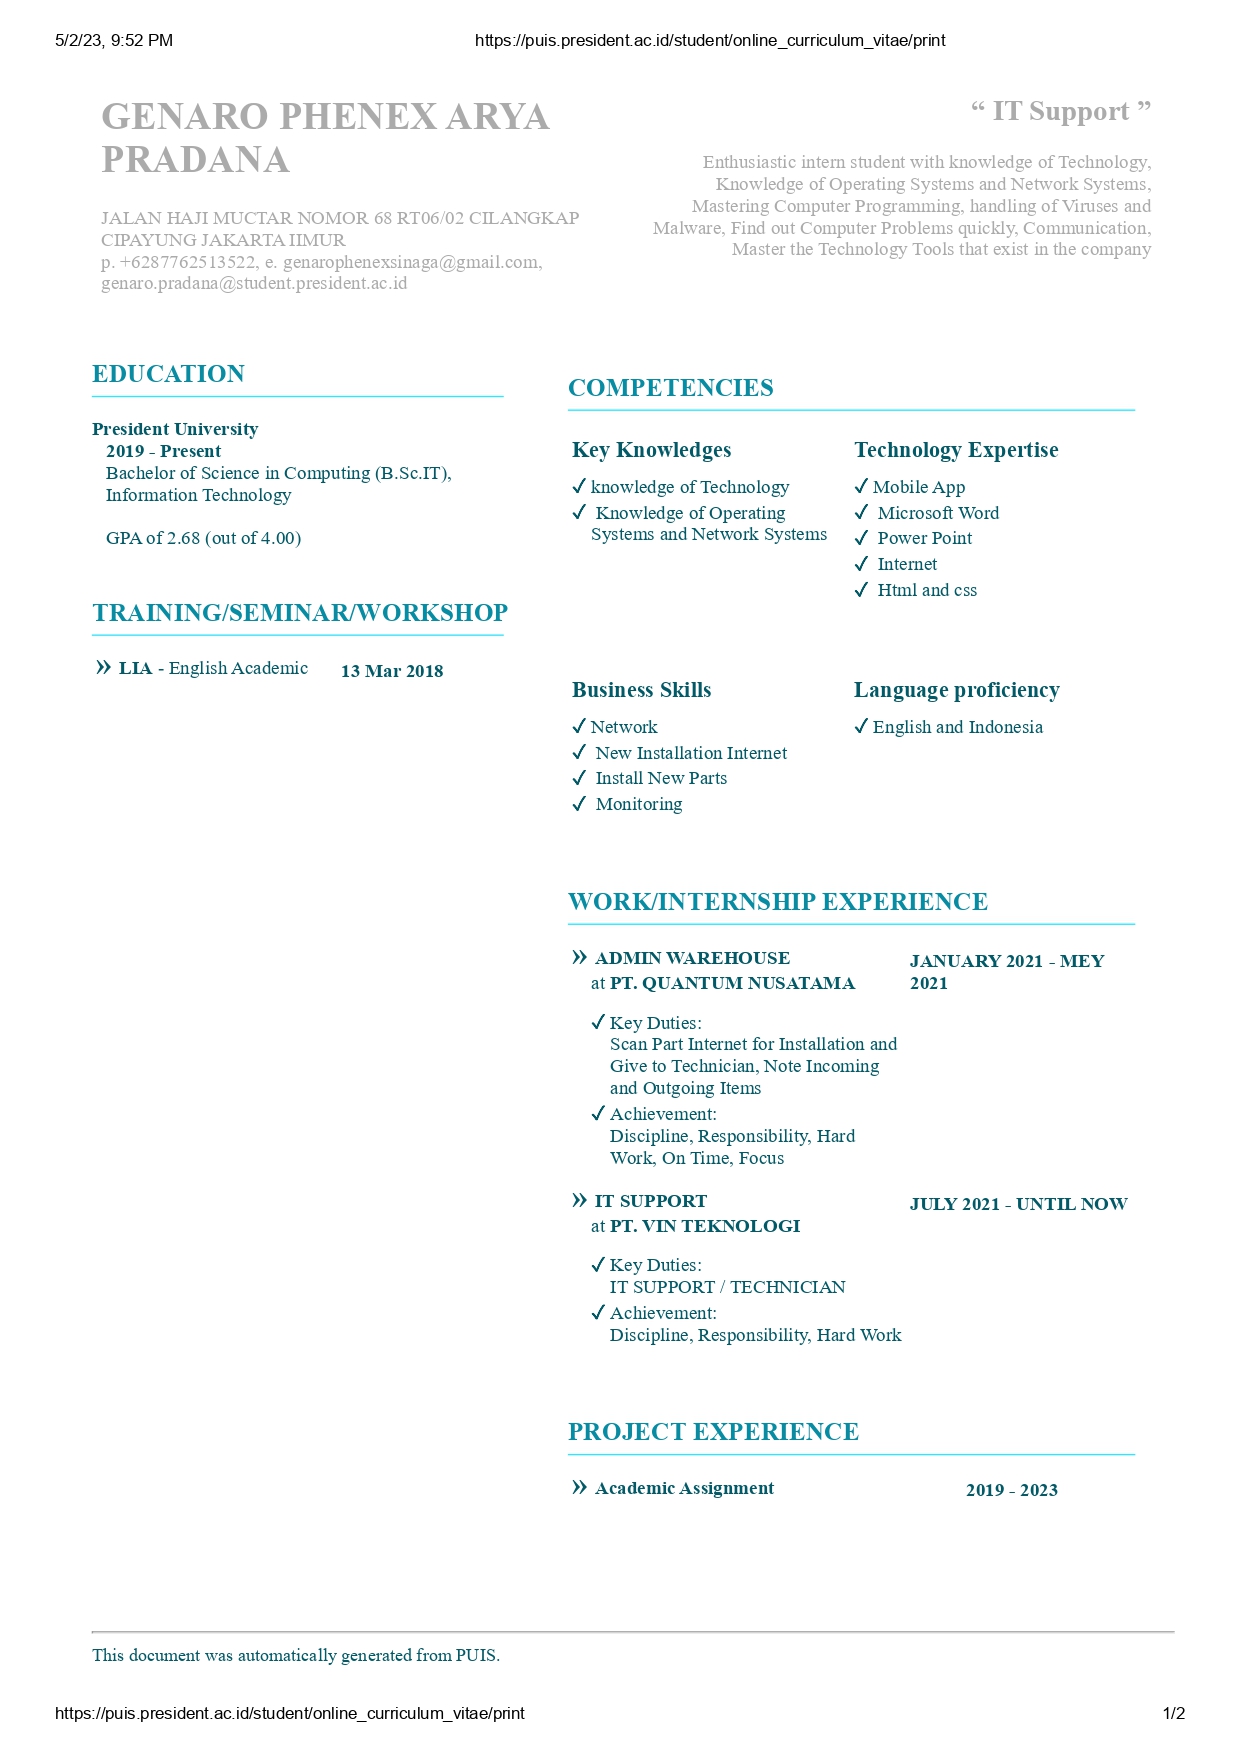 5/2/23, 9:52 PM
https://puis.president.ac.id/student/online_curriculum_vitae/print
GENARO PHENEX ARYA
PRADANA
JALAN HAJI MUCTAR NOMOR 68 RT06/02 CILANGKAP
CIPAYUNG JAKARTA IIMUR
p. +6287762513522, e. genarophenexsinaga@gmail.com,
genaro.pradana@student.president.ac.id
“ IT Support ”
Enthusiastic intern student with knowledge of Technology,
Knowledge of Operating Systems and Network Systems,
Mastering Computer Programming, handling of Viruses and
Malware, Find out Computer Problems quickly, Communication,
Master the Technology Tools that exist in the company
EDUCATION
President University
2019 - Present
Bachelor of Science in Computing (B.Sc.IT),
Information Technology
GPA of 2.68 (out of 4.00)
TRAINING/SEMINAR/WORKSHOP
» LIA - English Academic 13 Mar 2018
COMPETENCIES
Key Knowledges
✓ knowledge of Technology
✓ Knowledge of Operating
Systems and Network Systems
Technology Expertise
✓ Mobile App
✓ Microsoft Word
✓ Power Point
✓ Internet
✓ Html and css
Business Skills
✓ Network
✓ New Installation Internet
✓ Install New Parts
✓ Monitoring
Language proficiency
✓ English and Indonesia
WORK/INTERNSHIP EXPERIENCE
» ADMIN WAREHOUSE
at PT. QUANTUM NUSATAMA
JANUARY 2021 - MEY
2021
✓ Key Duties:
Scan Part Internet for Installation and
Give to Technician, Note Incoming
and Outgoing Items
✓ Achievement:
Discipline, Responsibility, Hard
Work, On Time, Focus
» IT SUPPORT
at PT. VIN TEKNOLOGI
JULY 2021 - UNTIL NOW
✓ Key Duties:
IT SUPPORT / TECHNICIAN
✓ Achievement:
Discipline, Responsibility, Hard Work
PROJECT EXPERIENCE
» Academic Assignment 2019 - 2023
This document was automatically generated from PUIS.
https://puis.president.ac.id/student/online_curriculum_vitae/print
1/2